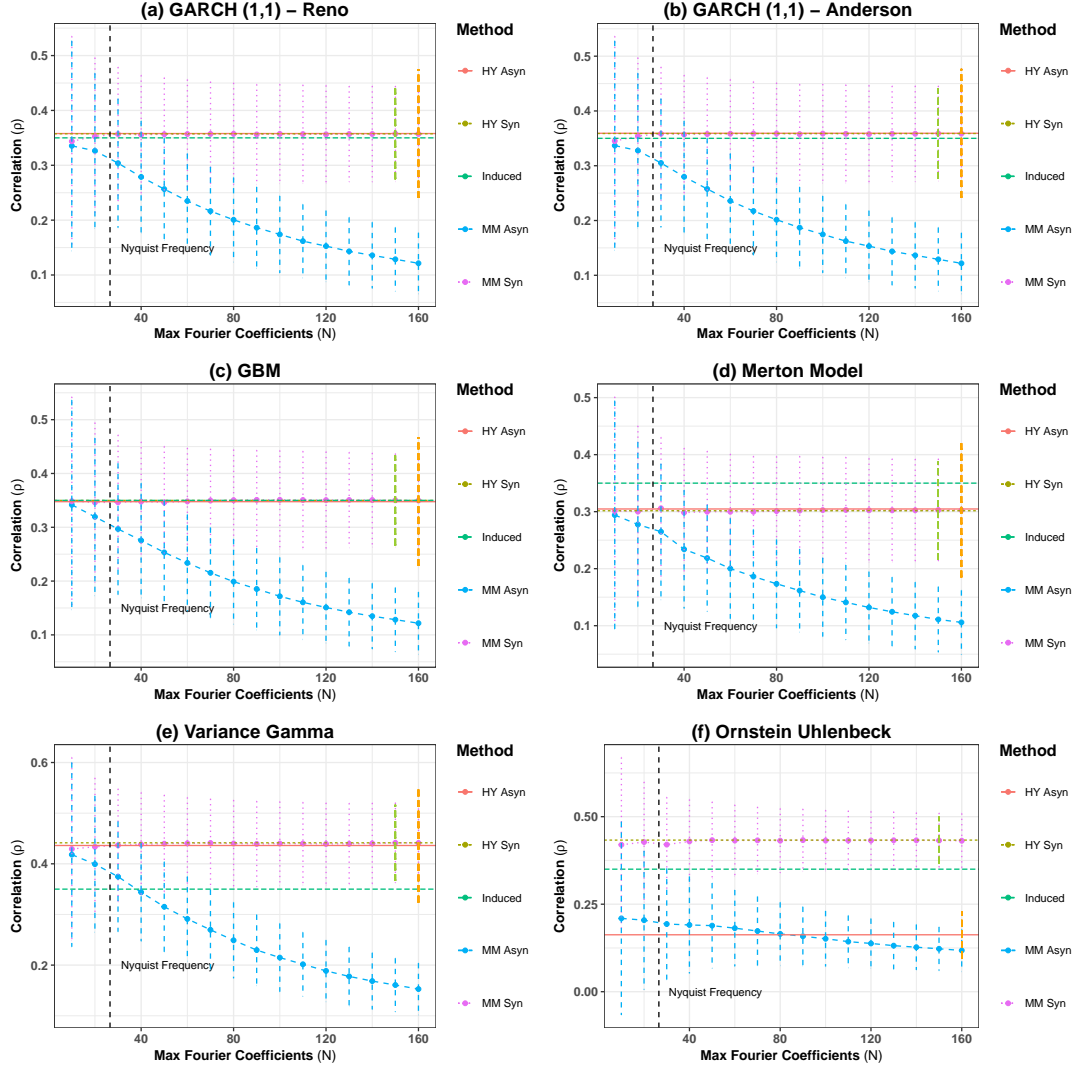 (a) GARCH (1,1) – Reno
Correlation (ρ)
0.5
0.4
0.3
0.2
0.1
Nyquist Frequency
40
80
120
160
Max Fourier Coefficients (N)
Method
HY Asyn
HY Syn
Induced
MM Asyn
MM Syn
(b) GARCH (1,1) – Anderson
Correlation (ρ)
0.5
0.4
0.3
0.2
0.1
Nyquist Frequency
40
80
120
160
Max Fourier Coefficients (N)
Method
HY Asyn
HY Syn
Induced
MM Asyn
MM Syn
(c) GBM
Correlation (ρ)
0.5
0.4
0.3
0.2
0.1
Nyquist Frequency
40
80
120
160
Max Fourier Coefficients (N)
Method
HY Asyn
HY Syn
Induced
MM Asyn
MM Syn
(d) Merton Model
Correlation (ρ)
0.5
0.4
0.3
0.2
0.1
Nyquist Frequency
40
80
120
160
Max Fourier Coefficients (N)
Method
HY Asyn
HY Syn
Induced
MM Asyn
MM Syn
(e) Variance Gamma
Correlation (ρ)
0.6
0.4
0.2
Nyquist Frequency
40
80
120
160
Max Fourier Coefficients (N)
Method
HY Asyn
HY Syn
Induced
MM Asyn
MM Syn
(f) Ornstein Uhlenbeck
Correlation (ρ)
0.50
0.25
0.00
Nyquist Frequency
40
80
120
160
Max Fourier Coefficients (N)
Method
HY Asyn
HY Syn
Induced
MM Asyn
MM Syn